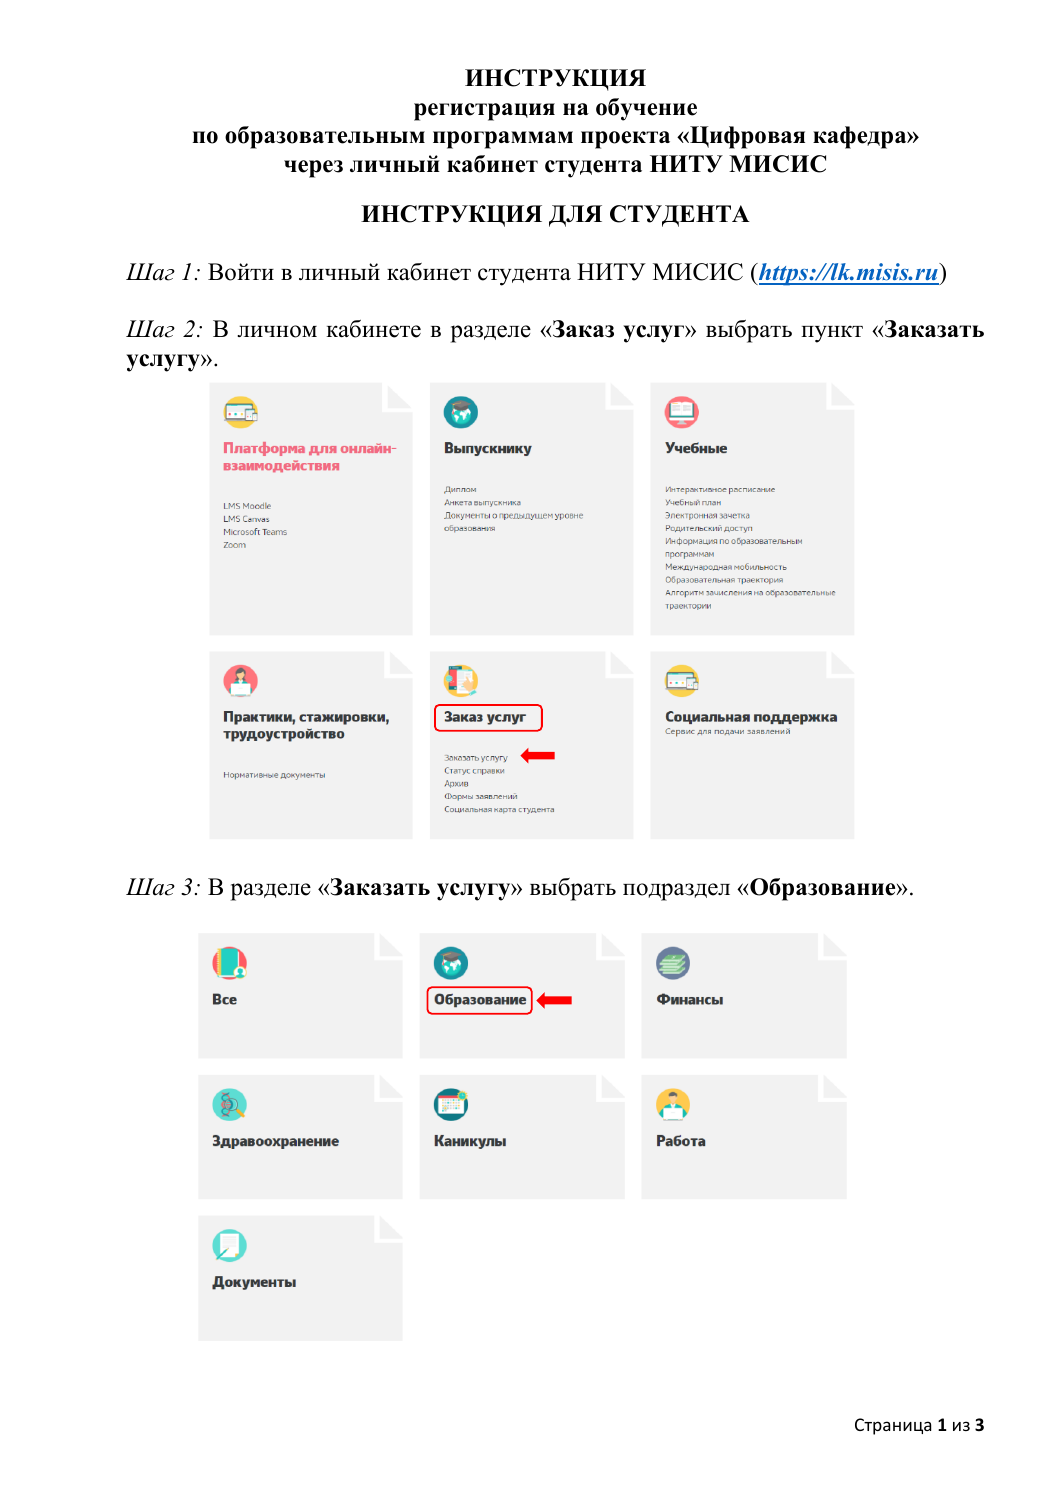 ИНСТРУКЦИЯ
регистрация на обучение
по образовательным программам проекта «Цифровая кафедра»
через личный кабинет студента НИТУ МИСИС
ИНСТРУКЦИЯ ДЛЯ СТУДЕНТА
Шаг 1: Войти в личный кабинет студента НИТУ МИСИС (https://lk.misis.ru)
Шаг 2: В личном кабинете в разделе «Заказ услуг» выбрать пункт «Заказать
услугу».
Платформа для онлайн-
взаимодействия
LMS Moodle
LMS Canvas
Microsoft Teams
Zoom
Выпускнику
Диплом
Анкета выпускника
Документы о предыдущем уровне
образования
Учебные
Интерактивное расписание
Учебный план
Электронная зачетка
Родительский доступ
Информация по образовательным
программам
Международная мобильность
Образовательная траектория
Алгоритм зачисления на образовательные
траектории
Практики, стажировки,
трудоустройство
Нормативные документы
Заказ услуг
Заказать услугу
Статус справки
Архив
Формы заявлений
Социальная карта студента
Социальная поддержка
Сервис для подачи заявлений
Шаг 3: В разделе «Заказать услугу» выбрать подраздел «Образование».
Все
Образование
Финансы
Здравоохранение
Каникулы
Работа
Документы
Страница 1 из 3